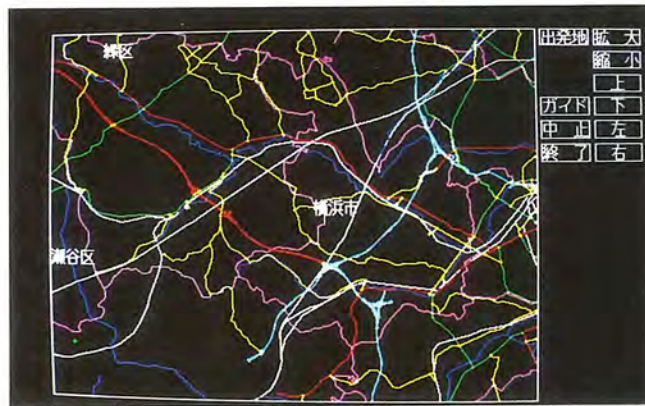 緑区
横浜市
瀬谷区
出発地 拡大
縮小
上
ガイド 下
中止 左
終了 右